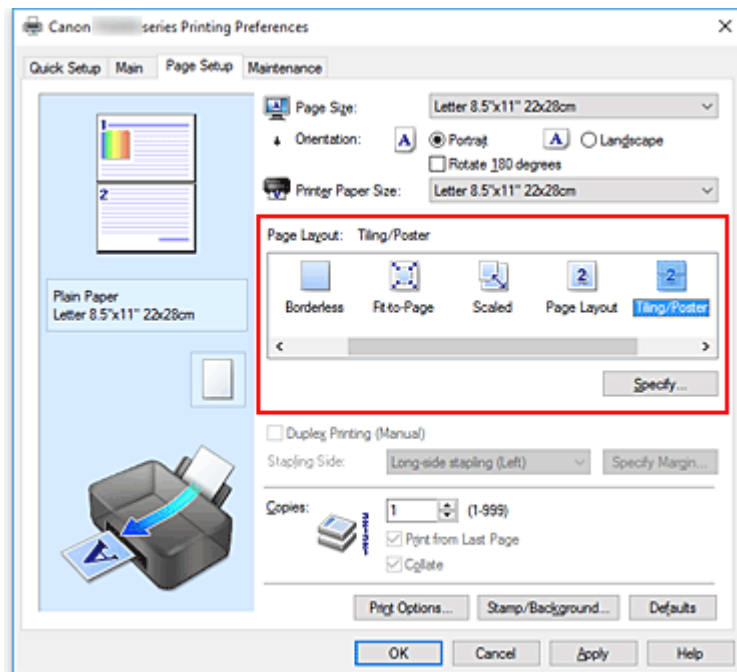 Canon series Printing Preferences
Quick Setup Main Page Setup Maintenance
1
2
Plain Paper
Letter 8.5"x11" 22x28cm
Page Size: Letter 8.5"x11" 22x28cm
Orientation: A Portrait A Landscape
Rotate 180 degrees
Printer Paper Size: Letter 8.5"x11" 22x28cm
Page Layout: Tiling/Poster
2 2
Borderless Fit-to-Page Scaled Page Layout Tiling/Poster
Specify...
Duplex Printing (Manual)
Stapling Side: Long-side stapling (Left) Specify Margin...
Copies: 1 (1-999)
Print from Last Page
Collate
A
Print Options... Stamp/Background... Defaults
OK Cancel Apply Help